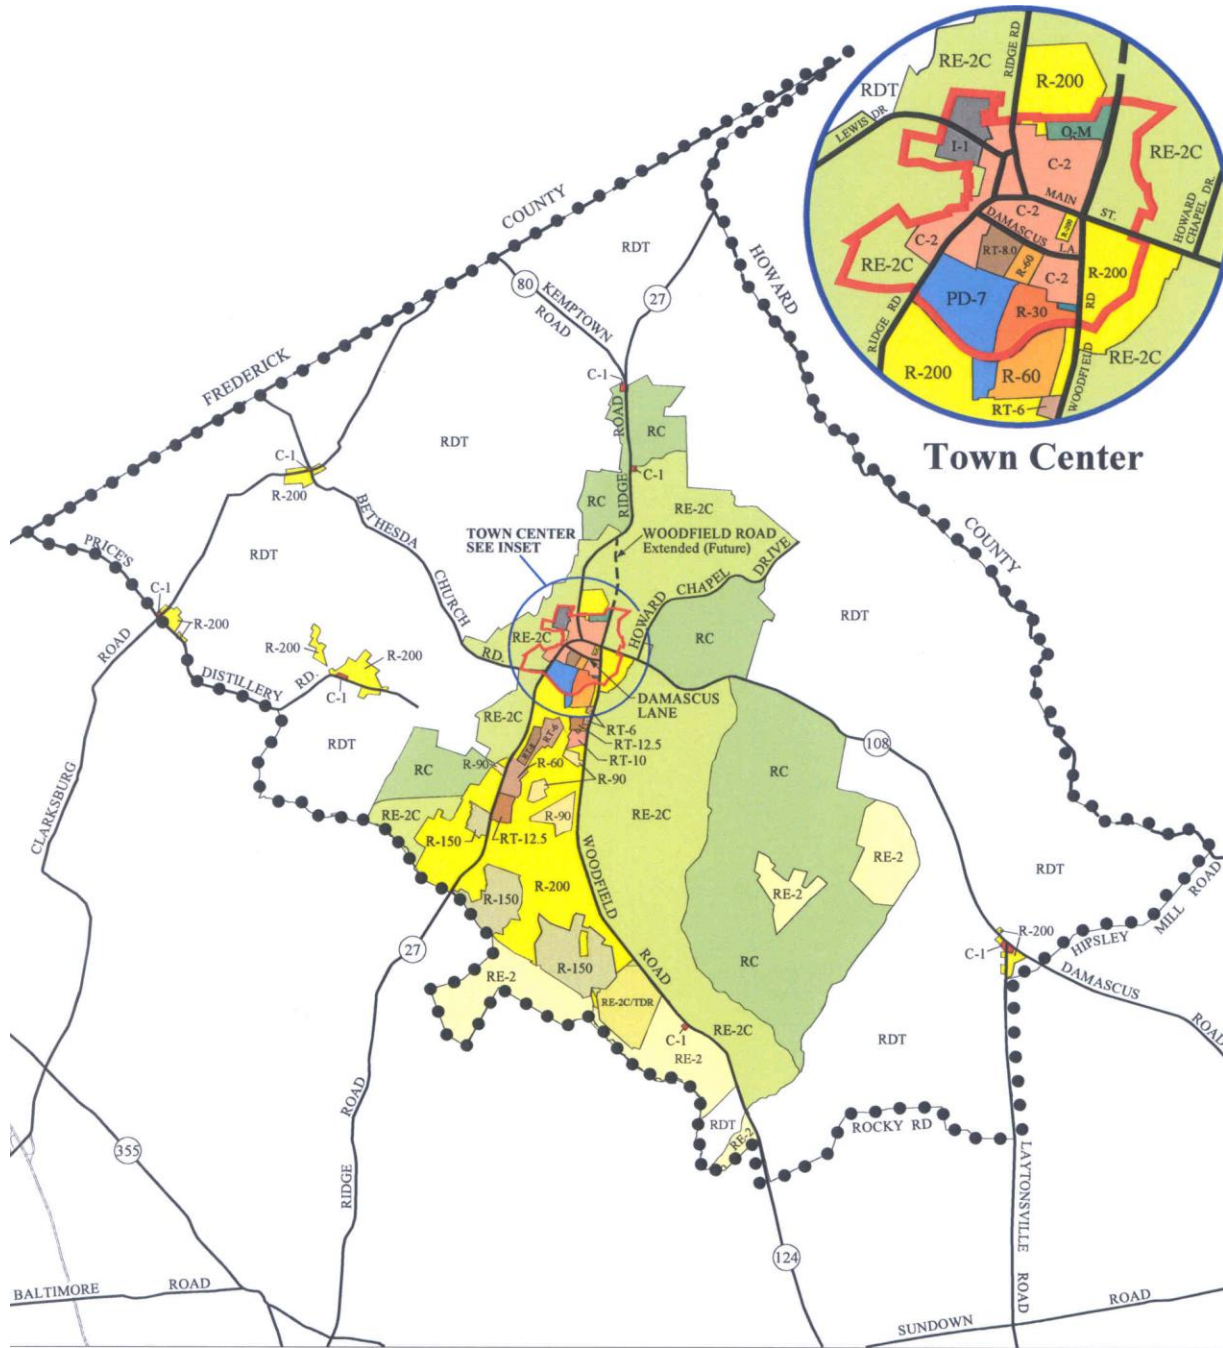 RIDGE RD
RE-2C
R-200
RDT
LEWIS DR
I-1
O-M
C-2
RE-2C
MAIN
ST.
HOWARD
CHAPEL DR.
C-2
DAMASCUS
LA.
R-200
C-2
RT-8.0
R-60
RE-2C
C-2
R-200
PD-7
R-30
RD
RIDGE RD
WOODFIELD
RE-2C
R-200
R-60
RT-6
Town Center
COUNTY
RDT
HOWARD
80
KEMPTOWN
ROAD
27
FREDERICK
C-1
ROAD
RC
RDT
C-1
R-200
C-1
RIDGE
RC
RE-2C
BETHESDA
TOWN CENTER
SEE INSET
WOODFIELD ROAD
Extended (Future)
COUNTY
PRICE'S
RDT
CHURCH
CHAPEL
DRIVE
HOWARD
C-1
R-200
RDT
RE-2C
RC
R-200
R-200
ROAD
DISTILLERY
RD.
RD.
C-1
DAMASCUS
LANE
RE-2C
RT-6
RT-6
RT-12.5
RT-10
108
RDT
RC
R-90
R-60
R-90
RC
CLARKSBURG
RE-2C
R-150
RT-12.5
R-90
RE-2C
RE-2
RDT
WOODFIELD
RE-2
R-200
R-150
MILL ROAD
HIPSLEY
R-200
27
C-1
RC
DAMASCUS
ROAD
R-150
RE-2
ROAD
RE-2C/TDR
C-1
RE-2C
RE-2
RDT
ROAD
RDT
RE-2
ROCKY RD
355
RIDGE
LAYTONSVILLE
ROAD
124
BALTIMORE
ROAD
ROAD
SUNDOWN